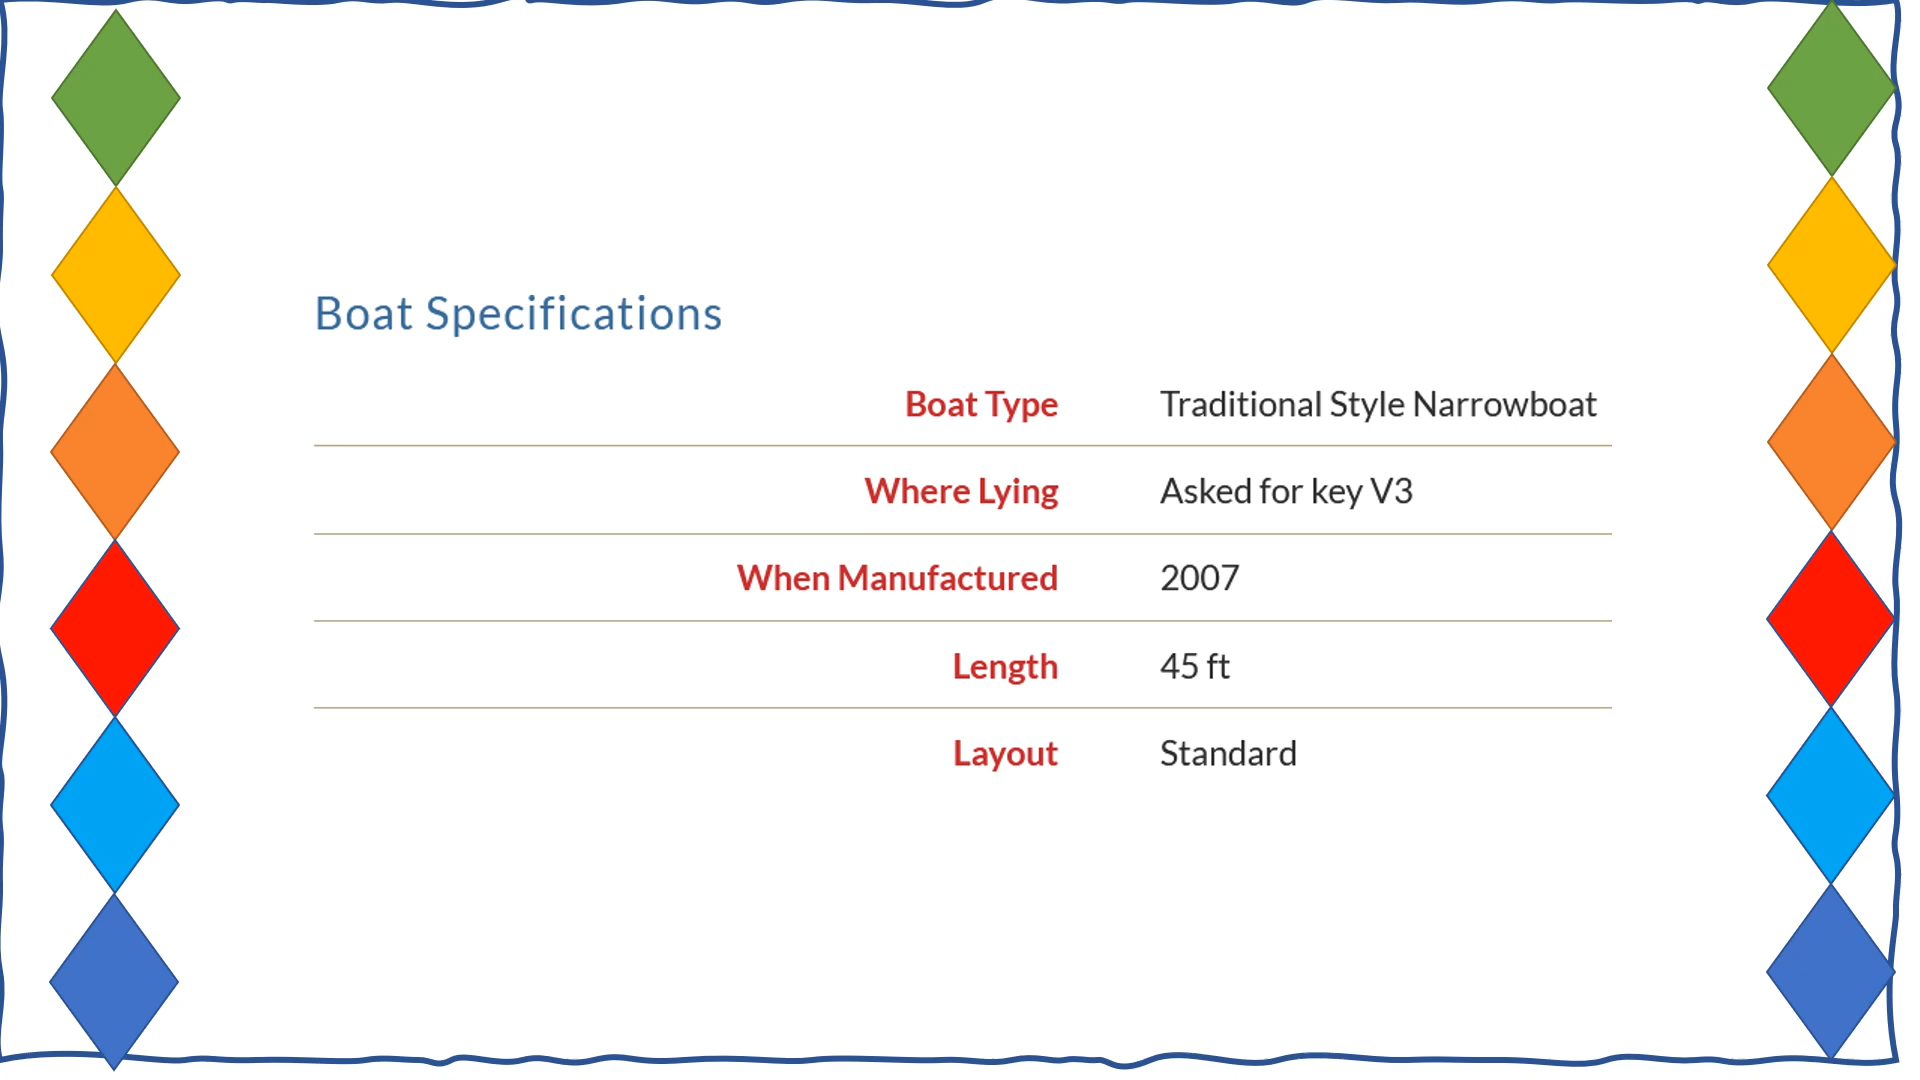 Boat Specifications
Boat Type Traditional Style Narrowboat
Where Lying Asked for key V3
When Manufactured 2007
Length 45 ft
Layout Standard